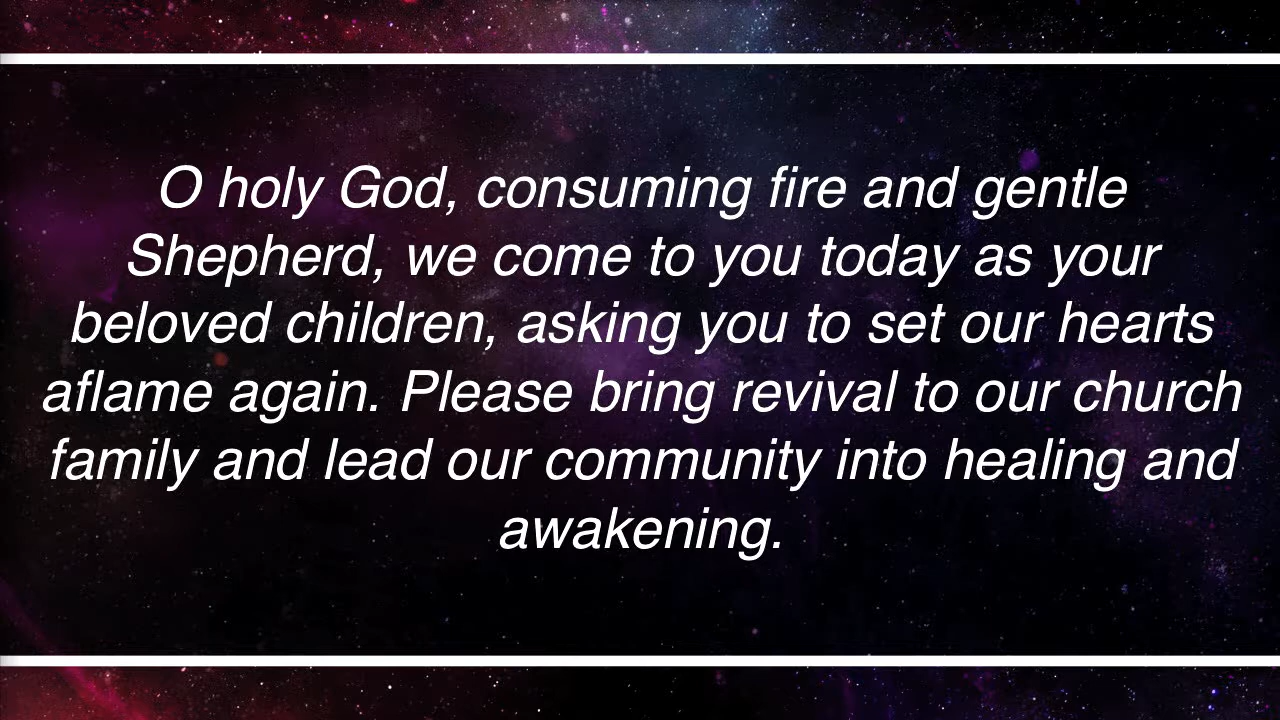 O holy God, consuming fire and gentle
Shepherd, we come to you today as your
beloved children, asking you to set our hearts
aflame again. Please bring revival to our church
family and lead our community into healing and
awakening.